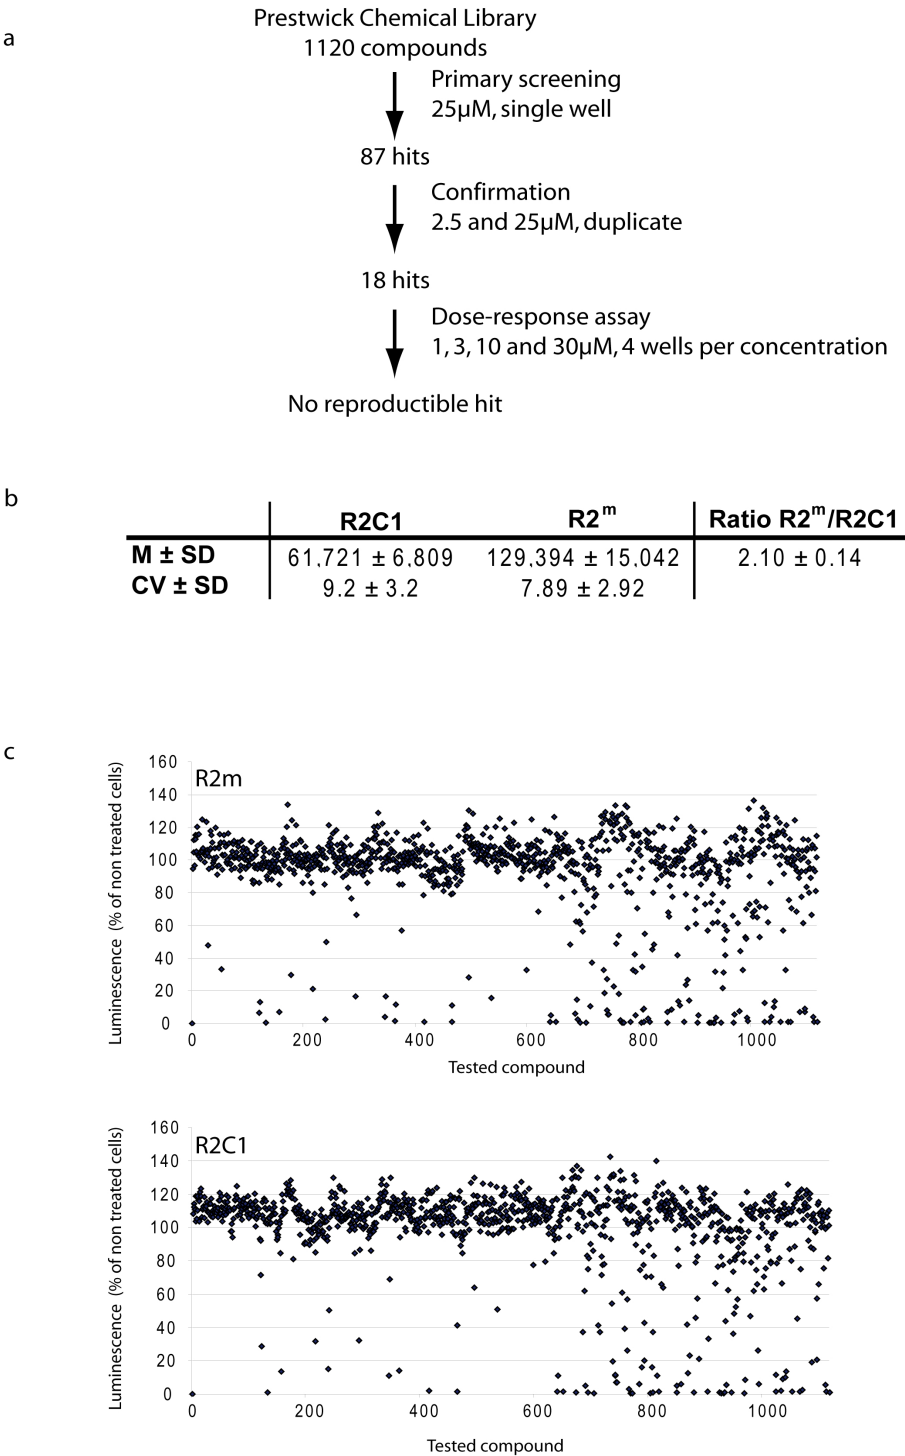 a
Prestwick Chemical Library
1120 compounds
Primary screening
25µM, single well
87 hits
Confirmation
2.5 and 25µM, duplicate
18 hits
Dose-response assay
1, 3, 10 and 30µM, 4 wells per concentration
No reproductible hit
b
R2C1 R2m Ratio R2m/R2C1
M ± SD 61,721 ± 6,809 129,394 ± 15,042 2.10 ± 0.14
CV ± SD 9.2 ± 3.2 7.89 ± 2.92
c
Luminescence (% of non treated cells)
R2m
160
140
120
100
80
60
40
20
0
0 200 400 600 800 1000
Tested compound
Luminescence (% of non treated cells)
R2C1
160
140
120
100
80
60
40
20
0
0 200 400 600 800 1000
Tested compound